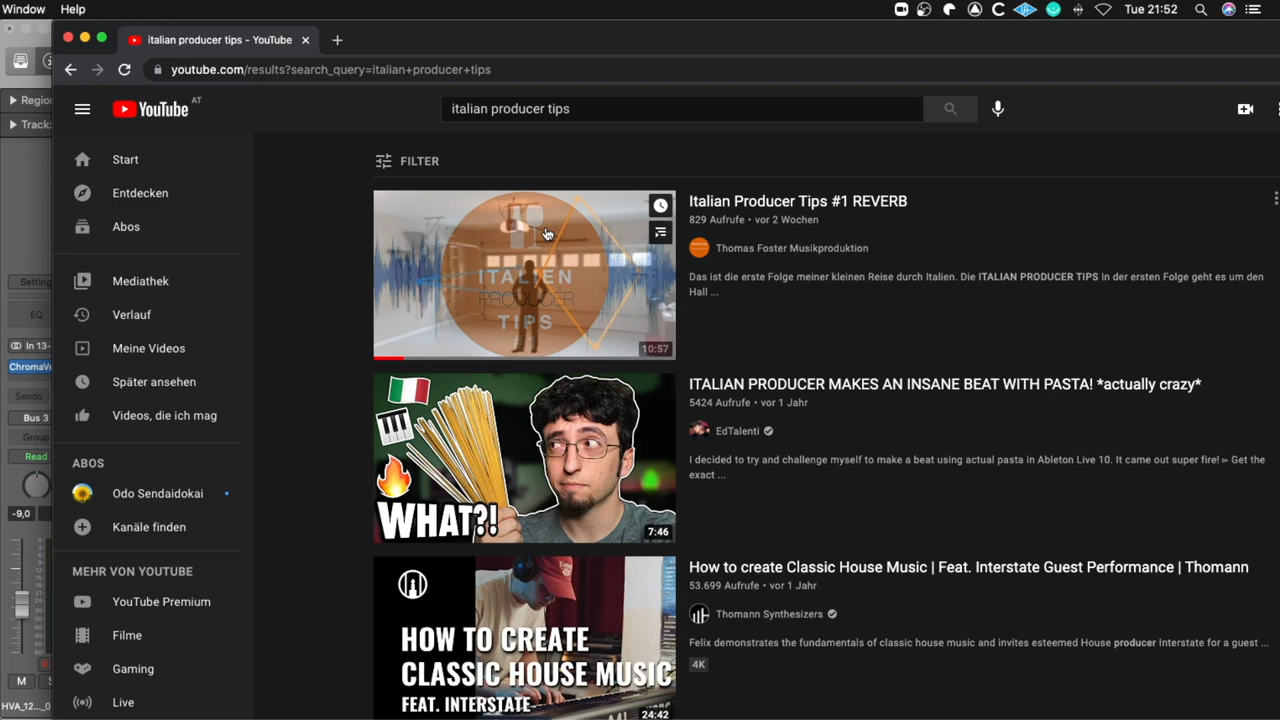 Window Help
Tue 21:52
italian producer tips - YouTube
youtube.com/results?search_query=italian+producer+tips
Regio
Track:
YouTube AT
italian producer tips
Start
Entdecken
Abos
Mediathek
Verlauf
Meine Videos
Später ansehen
Videos, die ich mag
ABOS
Odo Sendaidokai
Kanäle finden
MEHR VON YOUTUBE
YouTube Premium
Filme
Gaming
Live
Setting
EQ
In 13-
ChromaVe
Sends
Bus 3
Group
Read
-9,0
M
S
HVA_12..._0
FILTER
ITALIEN
PRODUCER
TIPS
10:57
Italian Producer Tips #1 REVERB
829 Aufrufe • vor 2 Wochen
Thomas Foster Musikproduktion
Das ist die erste Folge meiner kleinen Reise durch Italien. Die ITALIAN PRODUCER TIPS In der ersten Folge geht es um den
Hall ...
WHAT?!
7:46
ITALIAN PRODUCER MAKES AN INSANE BEAT WITH PASTA! *actually crazy*
5424 Aufrufe • vor 1 Jahr
EdTalenti
I decided to try and challenge myself to make a beat using actual pasta in Ableton Live 10. It came out super fire! ► Get the
exact ...
HOW TO CREATE
CLASSIC HOUSE MUSIC
FEAT. INTERSTATE
24:42
How to create Classic House Music | Feat. Interstate Guest Performance | Thomann
53.699 Aufrufe • vor 1 Jahr
Thomann Synthesizers
Felix demonstrates the fundamentals of classic house music and invites esteemed House producer Interstate for a guest ...
4K